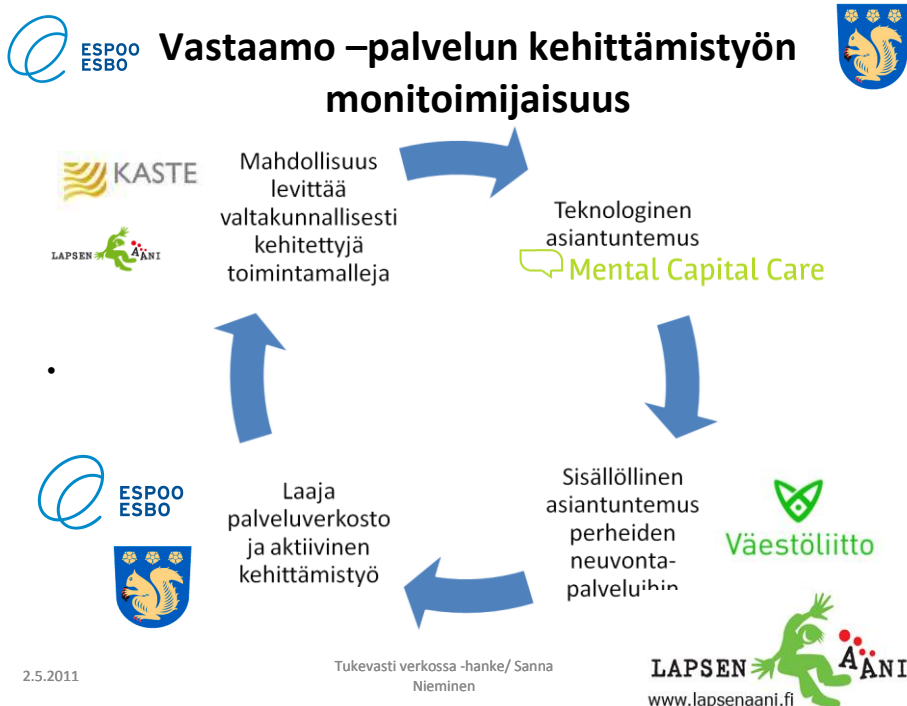 ESPOO
ESBO
Vastaamo –palvelun kehittämistyön
monitoimijaisuus
KASTE
LAPSEN ÄÄNI
Mahdollisuus
levittää
valtakunnallisesti
kehitettyjä
toimintamalleja
Teknologinen
asiantuntemus
Mental Capital Care
•
ESPOO
ESBO
Laaja
palveluverkosto
ja aktiivinen
kehittämistyö
Sisällöllinen
asiantuntemus
perheiden
neuvonta-
palveluihin
Väestöliitto
2.5.2011
Tukevasti verkossa -hanke/ Sanna
Nieminen
LAPSEN ÄÄNI
www.lapsenaani.fi